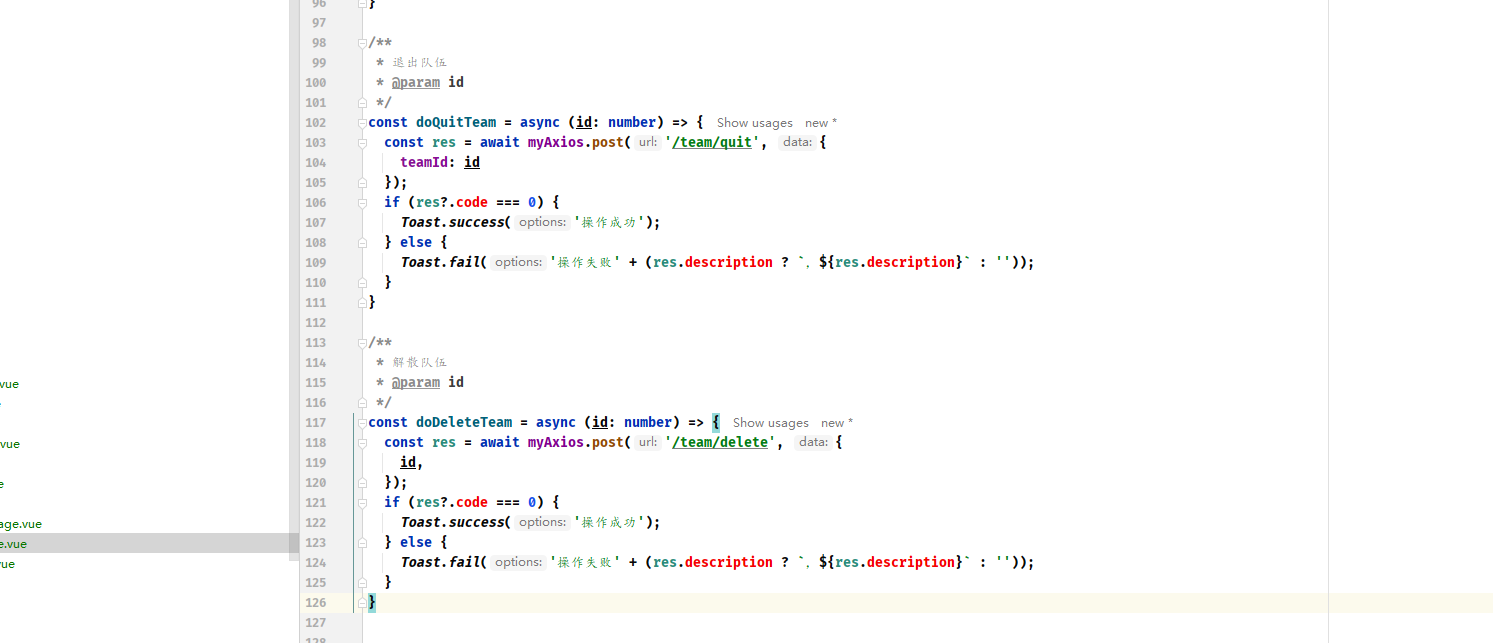 96 }
97
98 /**
99 * 退出队伍
100 * @param id
101 */
102 const doQuitTeam = async (id: number) => { Show usages new *
103 const res = await myAxios.post( url: '/team/quit', data: {
104 teamId: id
105 });
106 if (res?.code === 0) {
107 Toast.success( options: '操作成功');
108 } else {
109 Toast.fail( options: '操作失败' + (res.description ? `，${res.description}` : ''));
110 }
111 }
112
113 /**
114 * 解散队伍
115 * @param id
116 */
117 const doDeleteTeam = async (id: number) => { Show usages new *
118 const res = await myAxios.post( url: '/team/delete', data: {
119 id,
120 });
121 if (res?.code === 0) {
122 Toast.success( options: '操作成功');
123 } else {
124 Toast.fail( options: '操作失败' + (res.description ? `，${res.description}` : ''));
125 }
126 }
127
128
vue
vue
e
age.vue
e.vue
vue